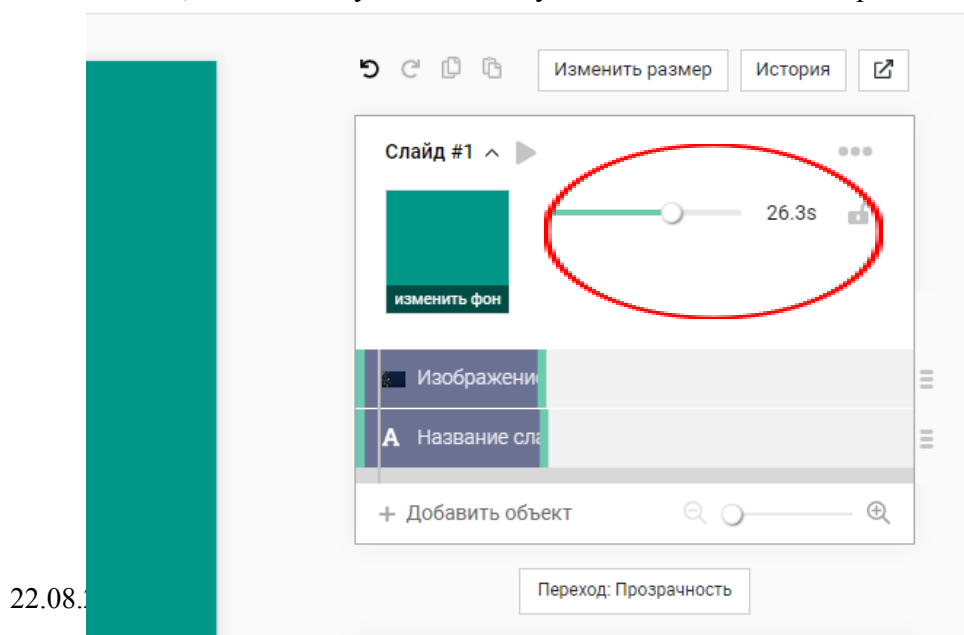 Изменить размер
История
Слайд #1
26.3s
изменить фон
Изображени
A Название сла
+ Добавить объект
22.08.
Переход: Прозрачность